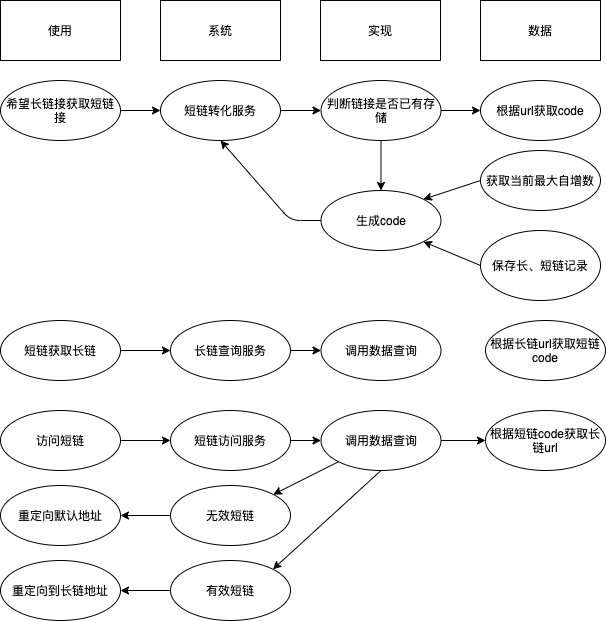 使用
系统
实现
数据
希望长链接获取短链
接
短链转化服务
判断链接是否已有存
储
根据url获取code
获取当前最大自增数
生成code
保存长、短链记录
短链获取长链
长链查询服务
调用数据查询
根据长链url获取短链
code
访问短链
短链访问服务
调用数据查询
根据短链code获取长
链url
重定向默认地址
无效短链
重定向到长链地址
有效短链